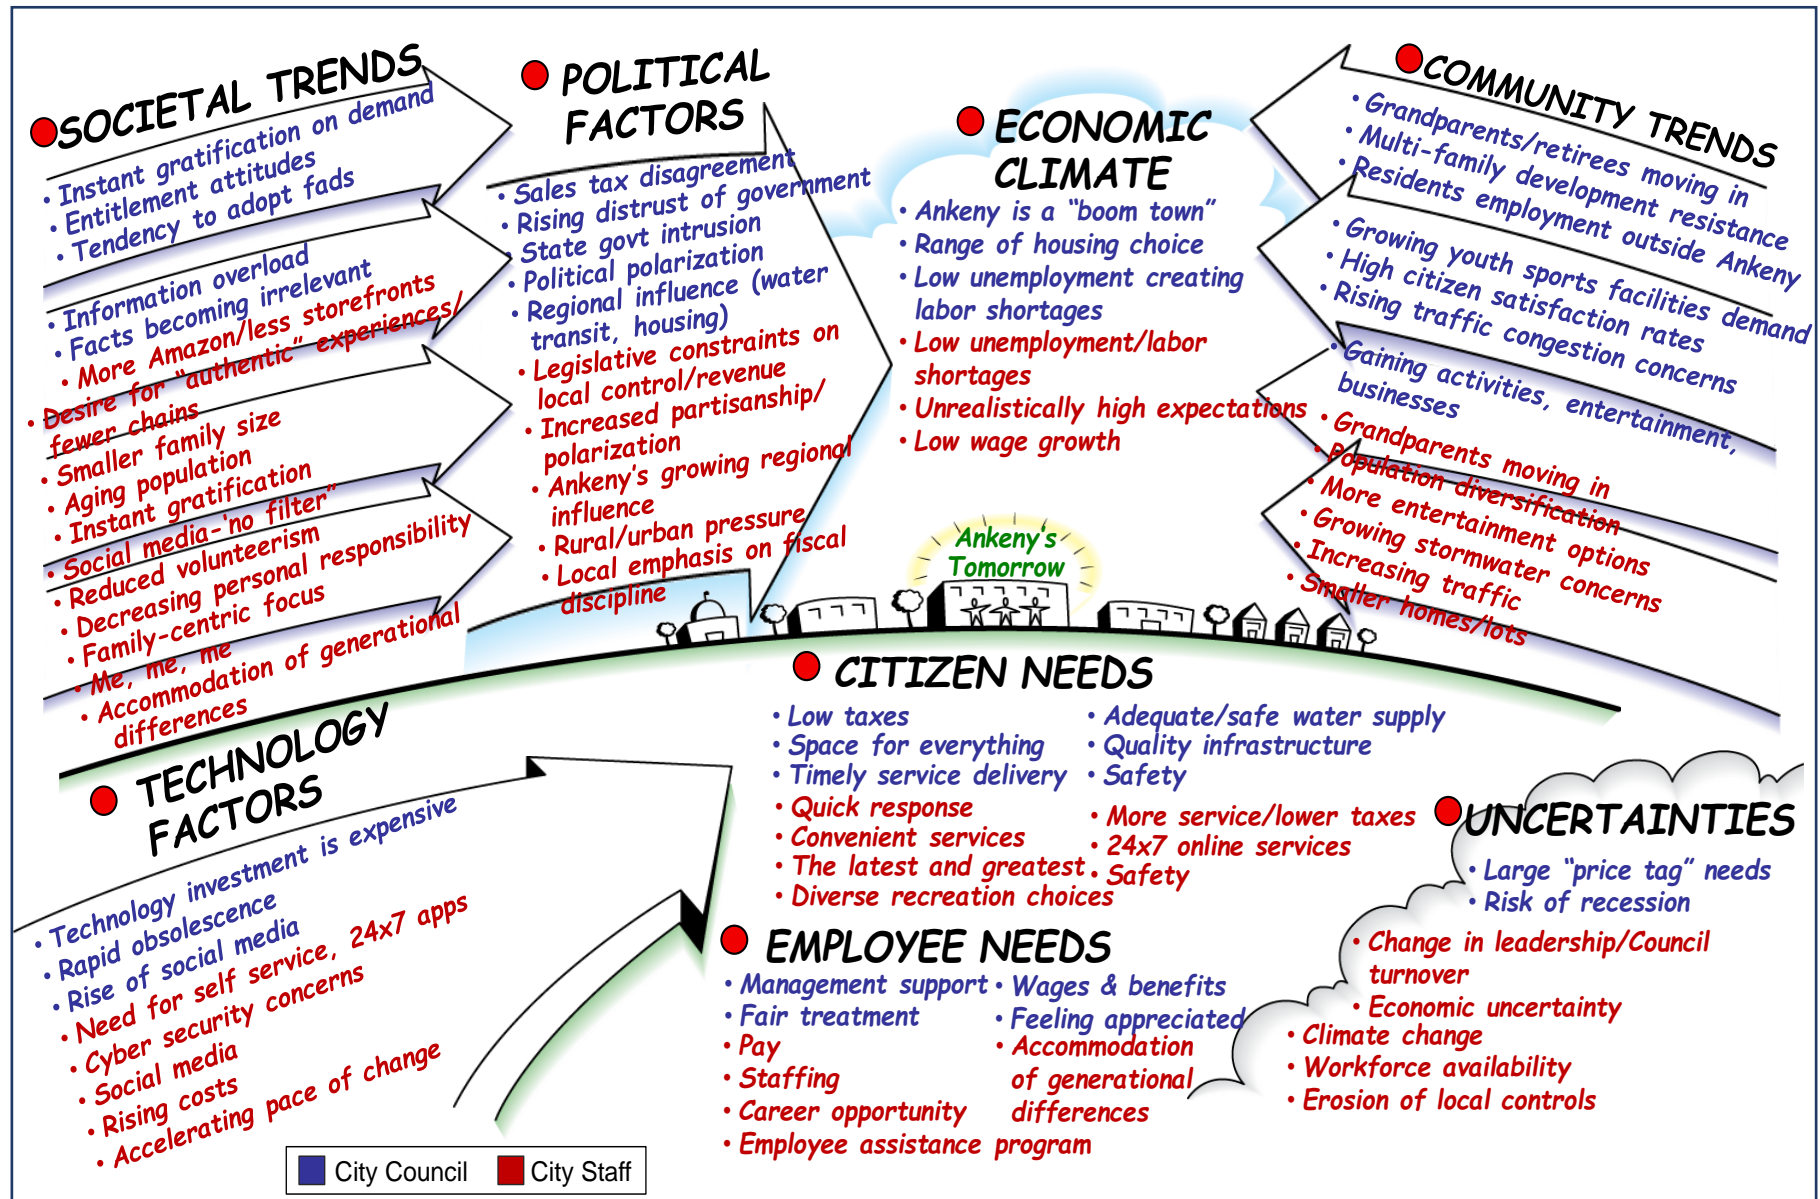 SOCIETAL TRENDS
• Instant gratification on demand
• Entitlement attitudes
• Tendency to adopt fads
• Information overload
• Facts becoming irrelevant
• More Amazon/less storefronts
• Desire for “authentic” experiences/
fewer chains
• Smaller family size
• Aging population
• Instant gratification
• Social media-‘no filter”
• Reduced volunteerism
• Decreasing personal responsibility
• Family-centric focus
• Me, me, me
• Accommodation of generational
differences
POLITICAL
FACTORS
• Sales tax disagreement
• Rising distrust of government
• State govt intrusion
• Political polarization
• Regional influence (water
transit, housing)
• Legislative constraints on
local control/revenue
• Increased partisanship/
polarization
• Ankeny’s growing regional
influence
• Rural/urban pressure
• Local emphasis on fiscal
discipline
ECONOMIC
CLIMATE
• Ankeny is a “boom town”
• Range of housing choice
• Low unemployment creating
labor shortages
• Low unemployment/labor
shortages
• Unrealistically high expectations
• Low wage growth
COMMUNITY TRENDS
• Grandparents/retirees moving in
• Multi-family development resistance
• Residents employment outside Ankeny
• Growing youth sports facilities demand
• High citizen satisfaction rates
• Rising traffic congestion concerns
• Gaining activities, entertainment,
businesses
• Grandparents moving in
• Population diversification
• More entertainment options
• Growing stormwater concerns
• Increasing traffic
• Smaller homes/lots
Ankeny’s
Tomorrow
TECHNOLOGY
FACTORS
• Technology investment is expensive
• Rapid obsolescence
• Rise of social media
• Need for self service, 24x7 apps
• Cyber security concerns
• Social media
• Rising costs
• Accelerating pace of change
CITIZEN NEEDS
• Low taxes
• Space for everything
• Timely service delivery
• Quick response
• Convenient services
• The latest and greatest
• Diverse recreation choices
• Adequate/safe water supply
• Quality infrastructure
• Safety
• More service/lower taxes
• 24x7 online services
• Safety
EMPLOYEE NEEDS
• Management support
• Fair treatment
• Pay
• Staffing
• Career opportunity
• Employee assistance program
• Wages & benefits
• Feeling appreciated
• Accommodation
of generational
differences
UNCERTAINTIES
• Large “price tag” needs
• Risk of recession
• Change in leadership/Council
turnover
• Economic uncertainty
• Climate change
• Workforce availability
• Erosion of local controls
City Council
City Staff